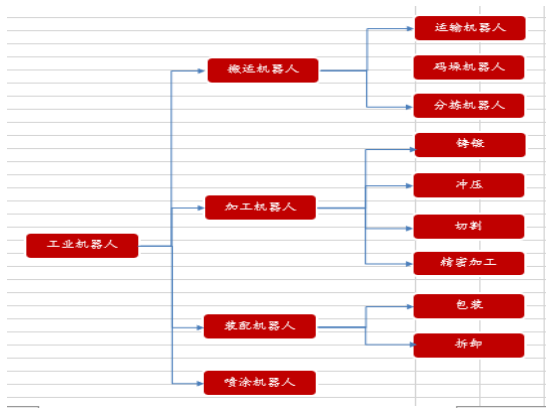 运输机器人
搬运机器人
码垛机器人
分拣机器人
铸锻
冲压
加工机器人
切割
工业机器人
精密加工
包装
装配机器人
拆卸
喷涂机器人